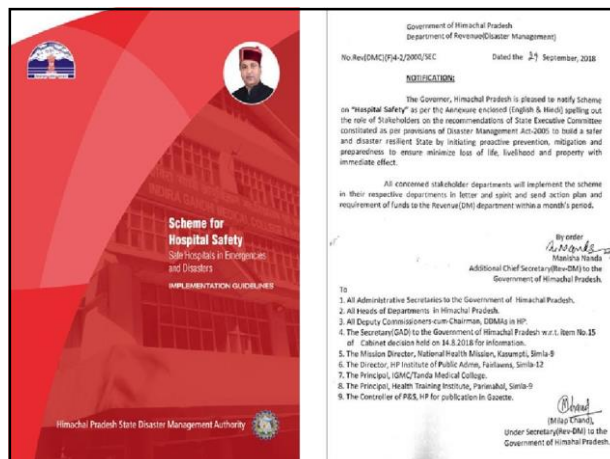 Scheme for
Hospital Safety
Safe Hospitals in Emergencies
and Disasters
IMPLEMENTATION GUIDELINES
Himachal Pradesh State Disaster Management Authority
Government of Himachal Pradesh
Department of Revenue(Disaster Management)
No.Rev(DMC)(F)4-2/2000/SEC Dated the 29 September, 2018
NOTIFICATION:
The Governor, Himachal Pradesh is pleased to notify Scheme
on "Hospital Safety" as per the Annexure enclosed (English & Hindi) spelling out
the role of Stakeholders on the recommendations of State Executive Committee
constituted as per provisions of Disaster Management Act-2005 to build a safer
and disaster resilient State by initiating proactive prevention, mitigation and
preparedness to ensure minimize loss of life, livelihood and property with
immediate effect.
All concerned stakeholder departments will implement the scheme
in their respective departments in letter and spirit and send action plan and
requirement of funds to the Revenue(DM) department within a month's period.
By order
Manisha Nanda
Additional Chief Secretary(Rev-DM) to the
Government of Himachal Pradesh.
To
1. All Administrative Secretaries to the Government of Himachal Pradesh.
2. All Heads of Departments in Himachal Pradesh.
3. All Deputy Commissioners-cum-Chairman, DDMAs in HP.
4. The Secretary(GAD) to the Government of Himachal Pradesh w.r.t. item No.15
of Cabinet decision held on 14.8.2018 for information.
5. The Mission Director, National Health Mission, Kasumpti, Simla-9
6. The Director, HP Institute of Public Admn, Fairlawns, Simla-12
7. The Principal, IGMC/Tanda Medical College.
8. The Principal, Health Training Institute, Parimahal, Simla-9
9. The Controller of P&S, HP for publication in Gazette.
(Milap Chand),
Under Secretary(Rev-DM) to the
Government of Himahal Pradesh.